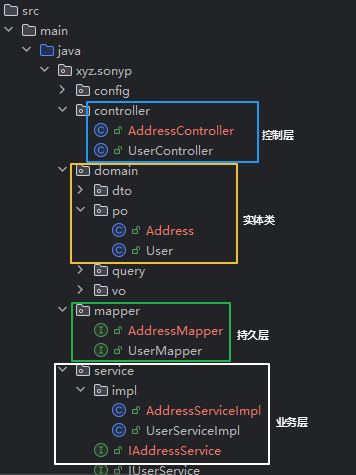 src
main
java
xyz.sonyp
config
controller
AddressController
控制层
UserController
domain
dto
实体类
po
Address
User
query
vo
mapper
AddressMapper
持久层
UserMapper
service
impl
AddressServiceImpl
业务层
UserServiceImpl
IAddressService
IUserService